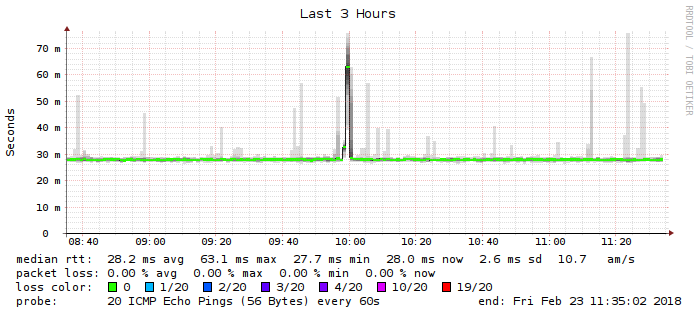 Last 3 Hours
RRDTOOL / TOBI OETIKER
Seconds
70 m
60 m
50 m
40 m
30 m
20 m
10 m
0
08:40 09:00 09:20 09:40 10:00 10:20 10:40 11:00 11:20
median rtt: 28.2 ms avg 63.1 ms max 27.7 ms min 28.0 ms now 2.6 ms sd 10.7 am/s
packet loss: 0.00 % avg 0.00 % max 0.00 % min 0.00 % now
loss color: 0 1/20 2/20 3/20 4/20 10/20 19/20
probe: 20 ICMP Echo Pings (56 Bytes) every 60s end: Fri Feb 23 11:35:02 2018